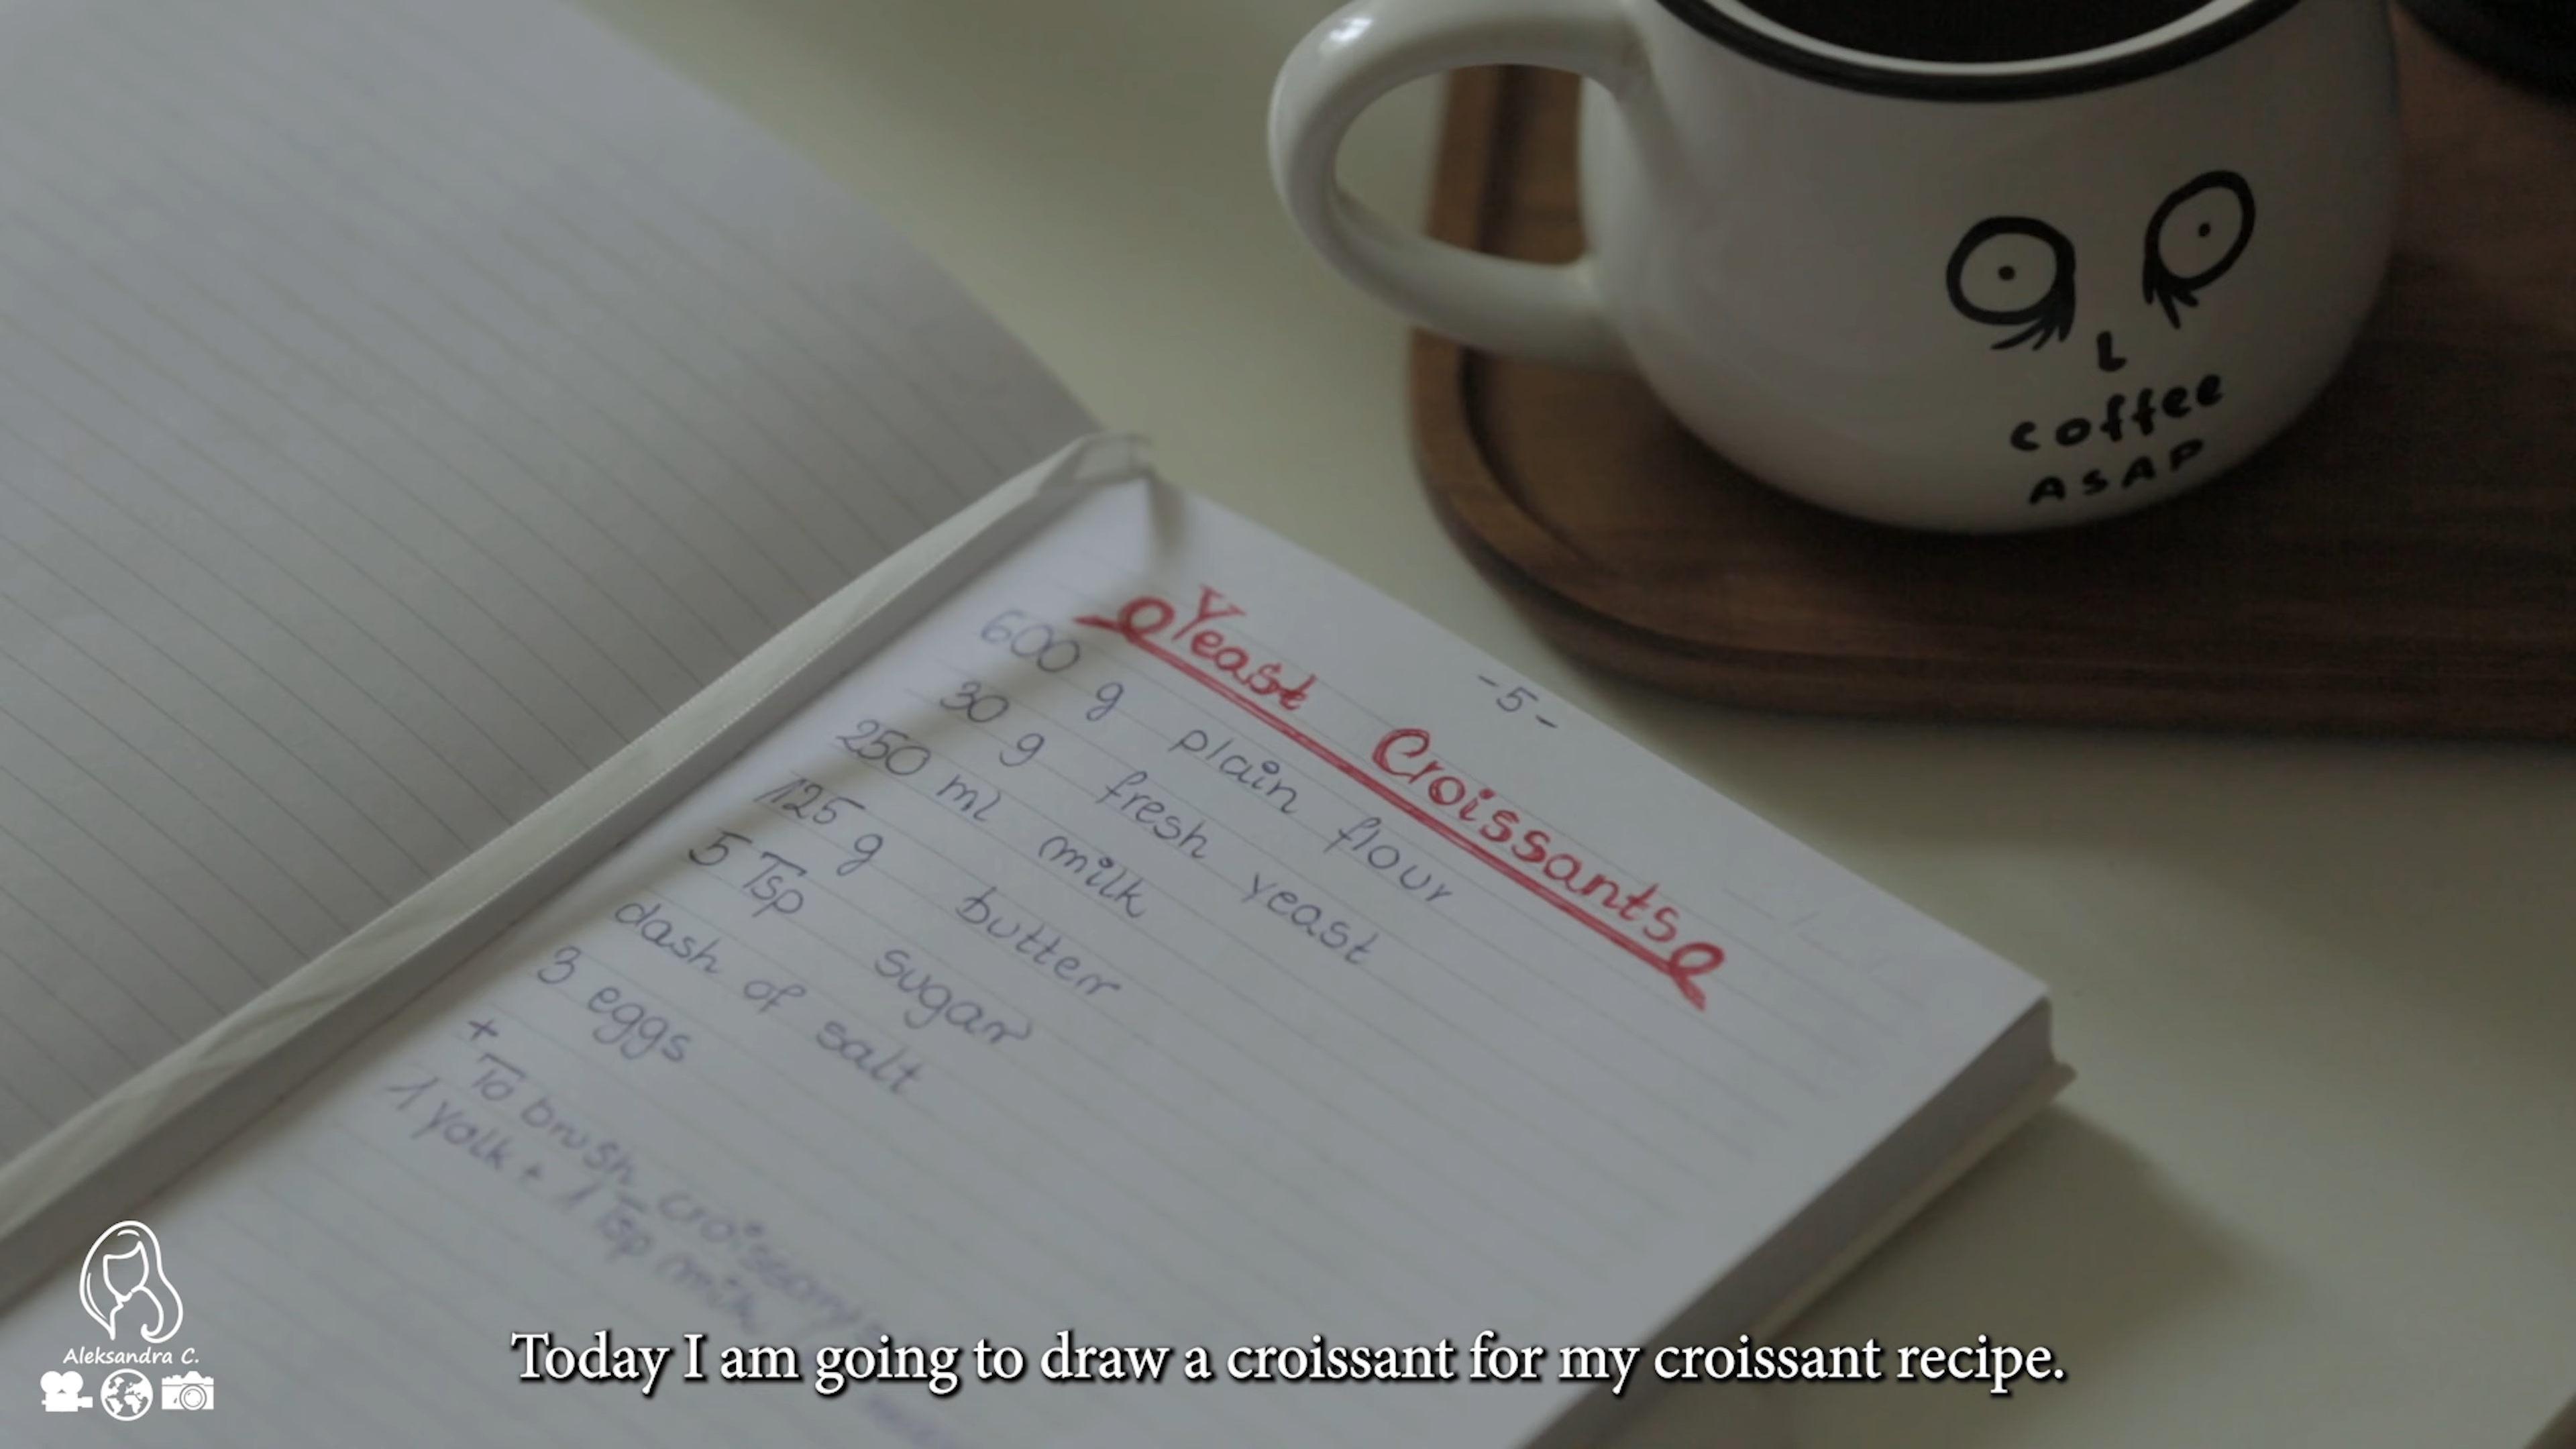 coffee
ASAP
-5-
Yeast Croissants
600 g plain flour
30 g fresh yeast
250 ml milk
125 g butter
5 Tsp sugar
dash of salt
3 eggs
+
To brush croissants
1 yolk + 1 Tsp milk
Today I am going to draw a croissant for my croissant recipe.
Aleksandra C.